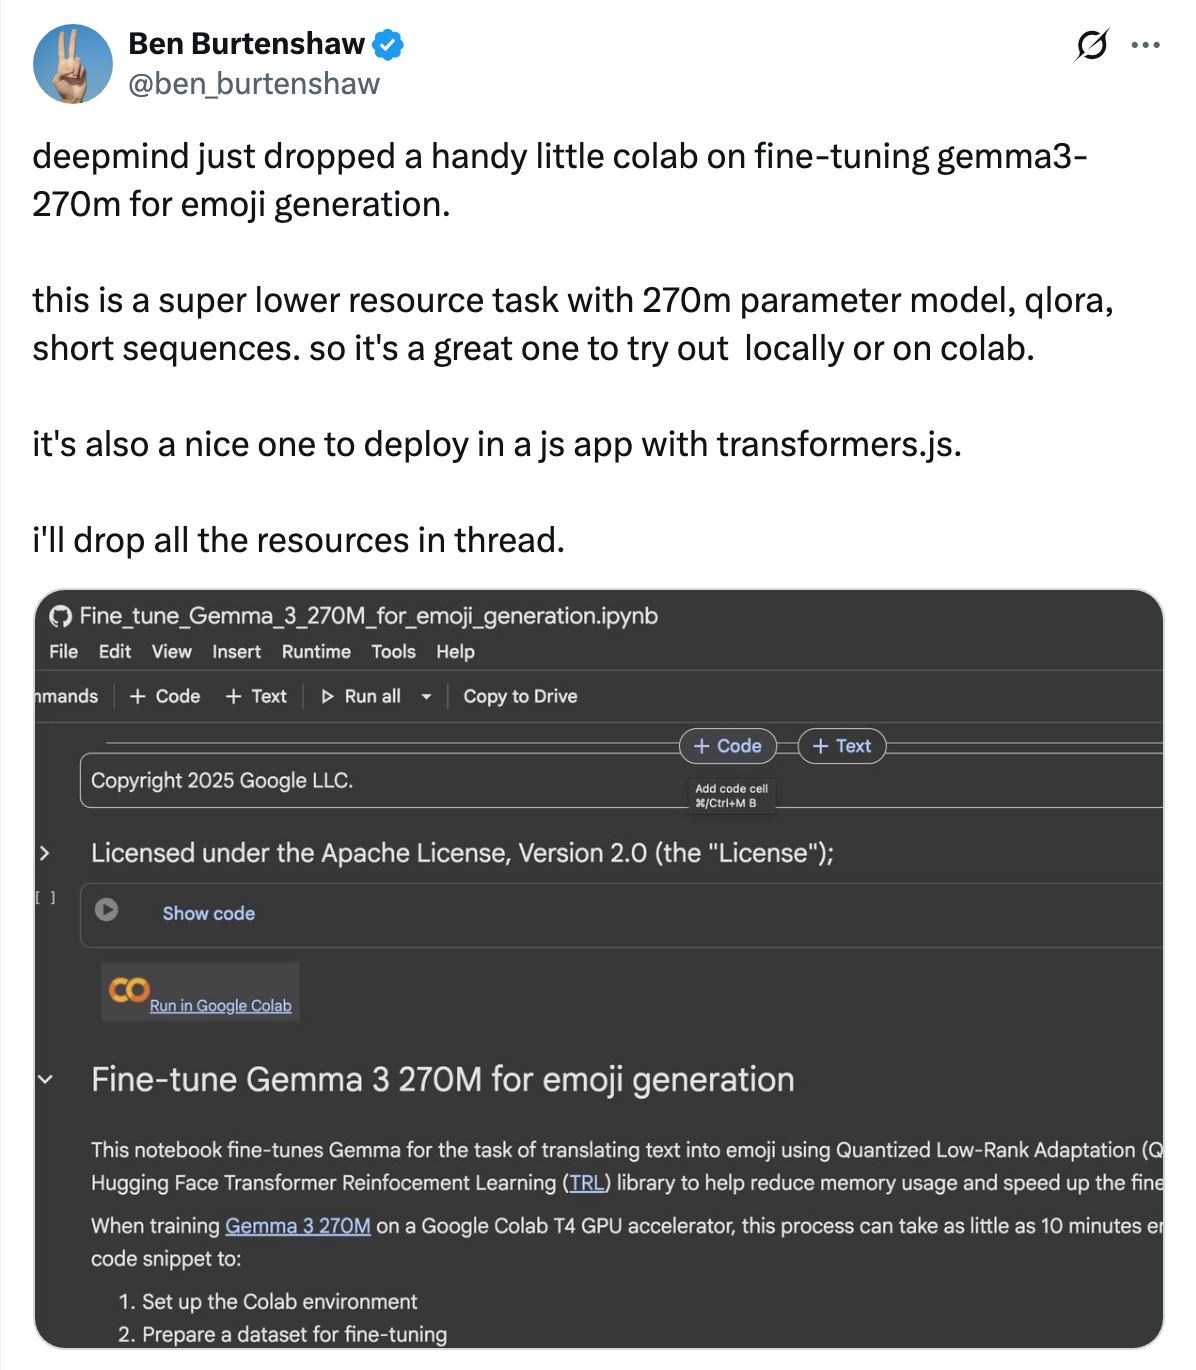 Ben Burtenshaw
@ben_burtenshaw
deepmind just dropped a handy little colab on fine-tuning gemma3-
270m for emoji generation.
this is a super lower resource task with 270m parameter model, qlora,
short sequences. so it's a great one to try out  locally or on colab.
it's also a nice one to deploy in a js app with transformers.js.
i'll drop all the resources in thread.
Fine_tune_Gemma_3_270M_for_emoji_generation.ipynb
File Edit View Insert Runtime Tools Help
mmands + Code + Text Run all Copy to Drive
+ Code + Text
Copyright 2025 Google LLC.
Add code cell
⌘/Ctrl+M B
Licensed under the Apache License, Version 2.0 (the "License");
[ ]
Show code
Run in Google Colab
Fine-tune Gemma 3 270M for emoji generation
This notebook fine-tunes Gemma for the task of translating text into emoji using Quantized Low-Rank Adaptation (Q
Hugging Face Transformer Reinfocement Learning (TRL) library to help reduce memory usage and speed up the fine
When training Gemma 3 270M on a Google Colab T4 GPU accelerator, this process can take as little as 10 minutes er
code snippet to:
1. Set up the Colab environment
2. Prepare a dataset for fine-tuning